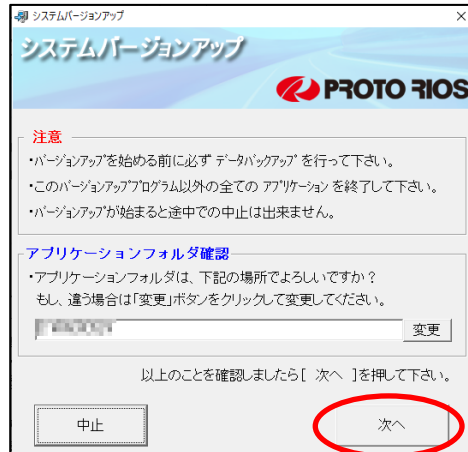 システムバージョンアップ
システムバージョンアップ
PROTO RIOS
注意
・バージョンアップを始める前に必ず データバックアップ を行って下さい。
・このバージョンアッププログラム以外の全ての アプリケーション を終了して下さい。
・バージョンアップが始まると途中での中止は出来ません。
アプリケーションフォルダ確認
・アプリケーションフォルダは、下記の場所でよろしいですか？
もし、違う場合は「変更」ボタンをクリックして変更してください。
変更
以上のことを確認しましたら[ 次へ ]を押して下さい。
中止
次へ